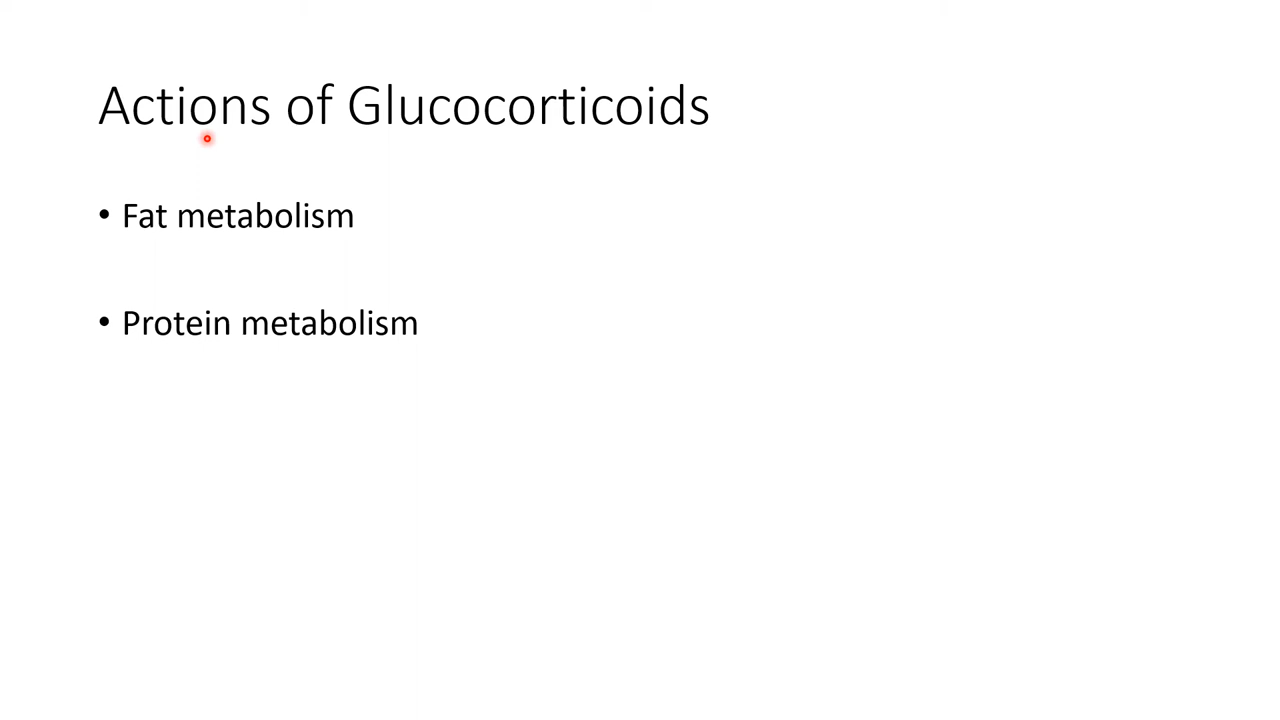 Actions of Glucocorticoids
• Fat metabolism
• Protein metabolism